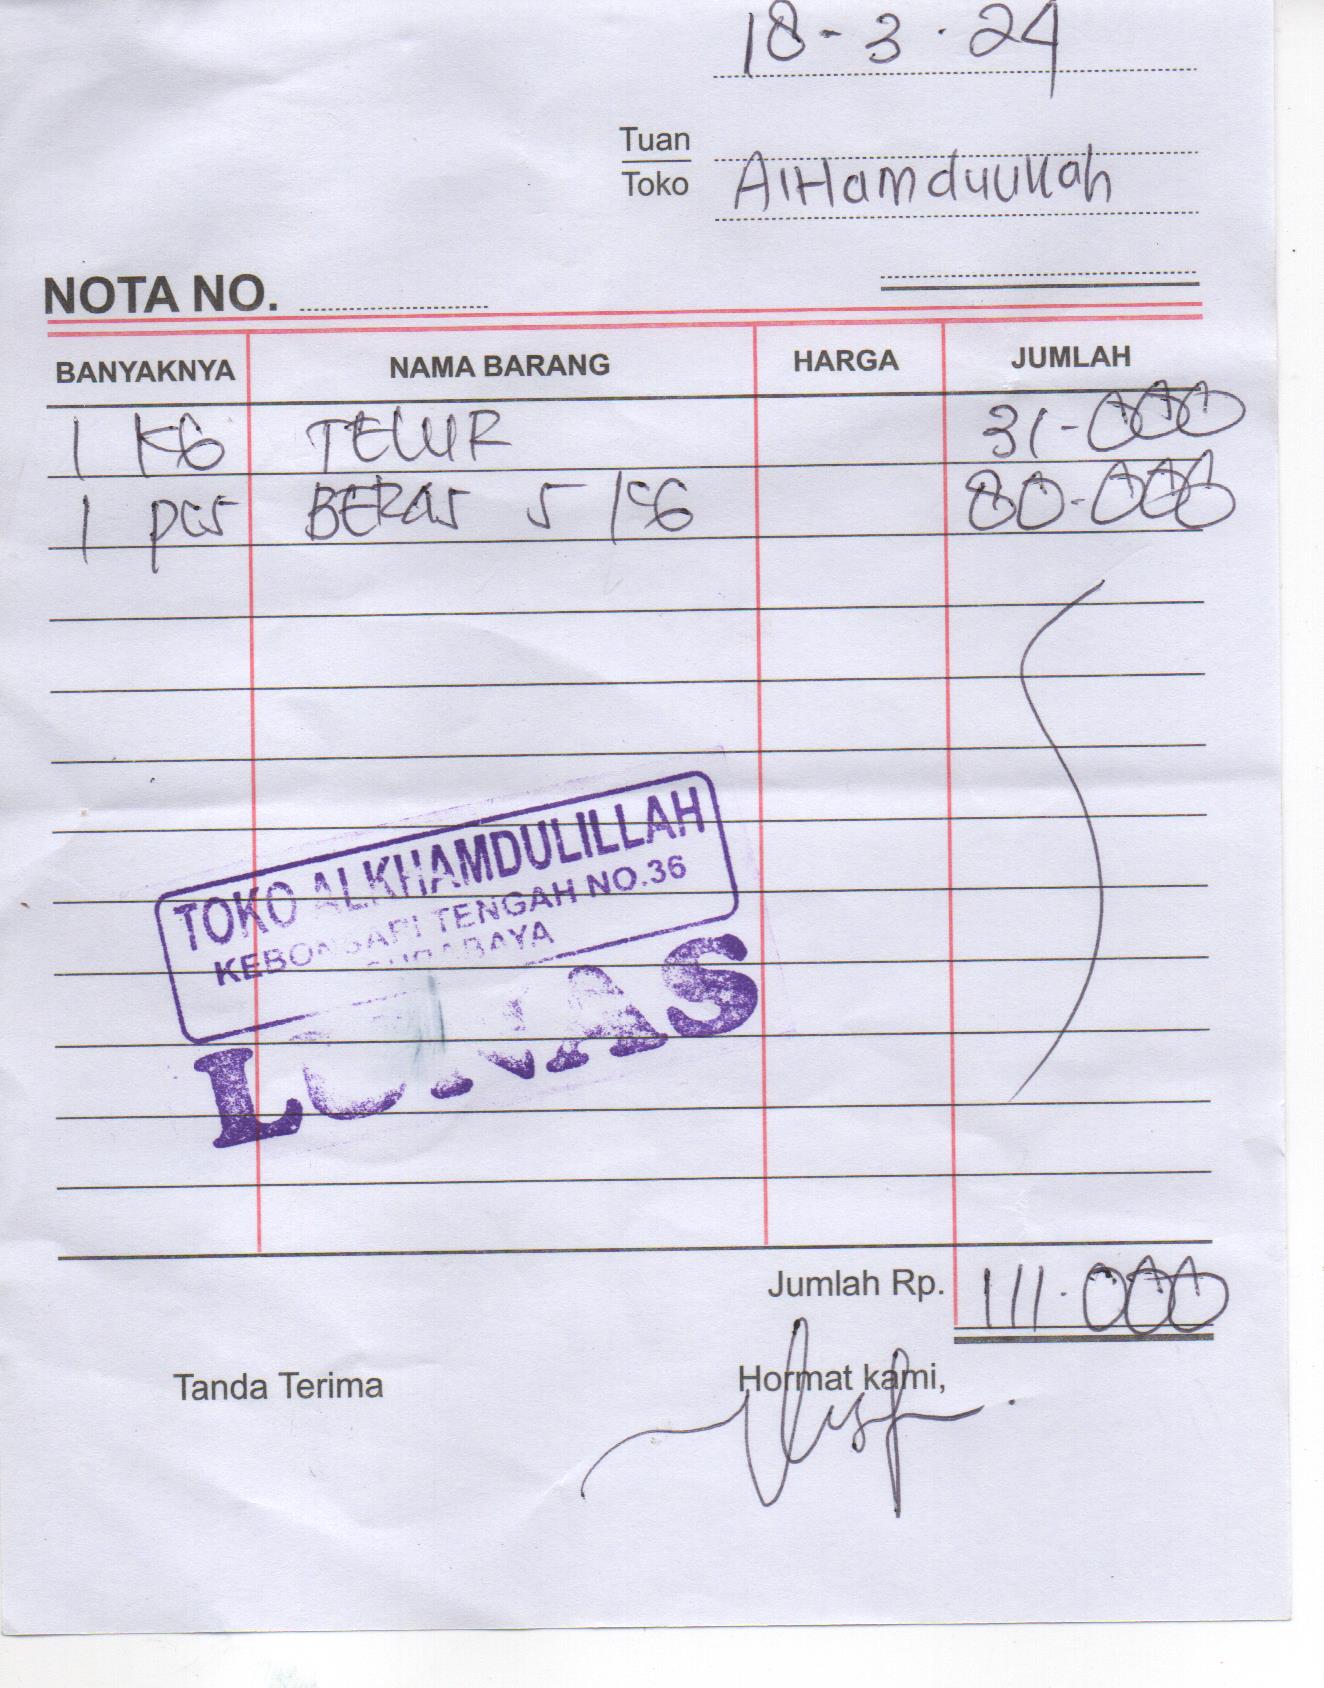 18-3.24
Tuan
Toko AlHamdulillah
NOTA NO.
BANYAKNYA NAMA BARANG HARGA JUMLAH
1 KG TELUR 31-000
1 pcs BERAS 5 KG 80-000
TOKO ALKHAMDULILLAH
KEBONSARI TENGAH NO.36
SURABAYA
LUNAS
Jumlah Rp. 111.000
Tanda Terima Hormat kami,